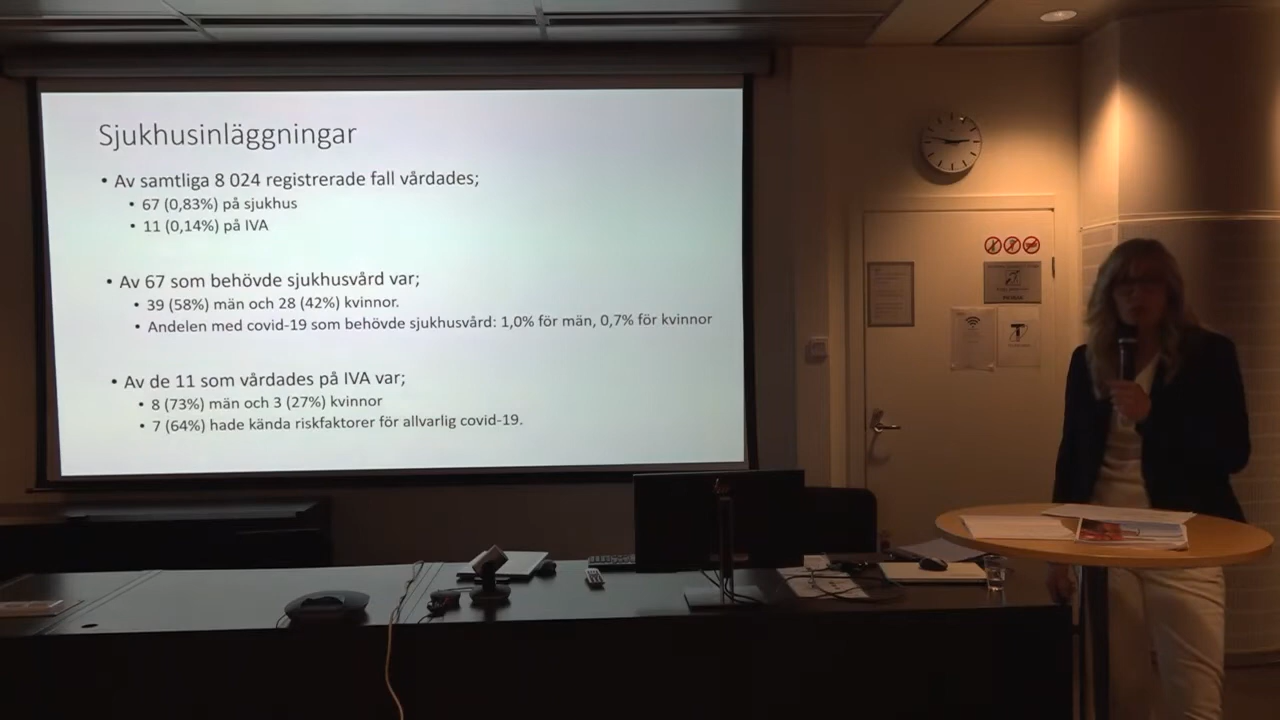 Sjukhusinläggningar
• Av samtliga 8 024 registrerade fall vårdades;
• 67 (0,83%) på sjukhus
• 11 (0,14%) på IVA
• Av 67 som behövde sjukhusvård var;
• 39 (58%) män och 28 (42%) kvinnor.
• Andelen med covid-19 som behövde sjukhusvård: 1,0% för män, 0,7% för kvinnor
• Av de 11 som vårdades på IVA var;
• 8 (73%) män och 3 (27%) kvinnor
• 7 (64%) hade kända riskfaktorer för allvarlig covid-19.